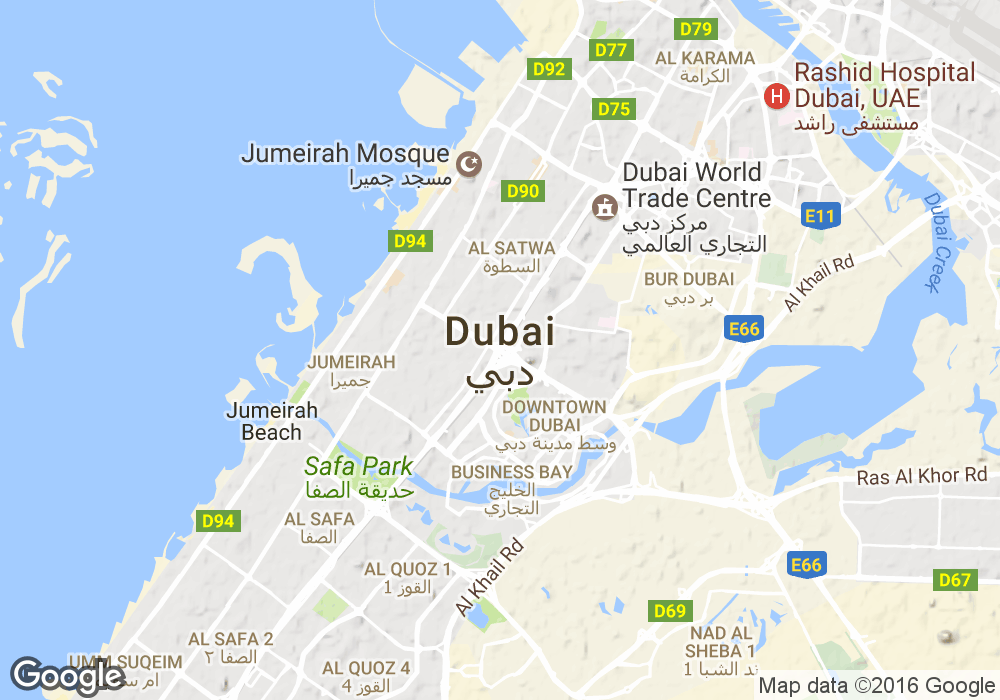 D79
D77
AL KARAMA
الكرامة
D92
Rashid Hospital
Dubai, UAE
مستشفى راشد
H
D75
Jumeirah Mosque
مسجد جميرا
Dubai World
Trade Centre
مركز دبي
التجاري العالمي
D90
E11
Dubai Creek
D94
AL SATWA
السطوة
Al Khail Rd
BUR DUBAI
بر دبي
E66
Dubai
دبي
JUMEIRAH
جميرا
Jumeirah
Beach
DOWNTOWN
DUBAI
وسط مدينة دبي
Safa Park
حديقة الصفا
BUSINESS BAY
الخليج
التجاري
Ras Al Khor Rd
D94
AL SAFA
الصفا
Al Khail Rd
E66
AL QUOZ 1
القوز 1
D67
D69
AL SAFA 2
الصفا ٢
NAD AL
SHEBA 1
ند الشبا 1
UMM SUQEIM
AL QUOZ 4
القوز 4
Google
Map data ©2016 Google